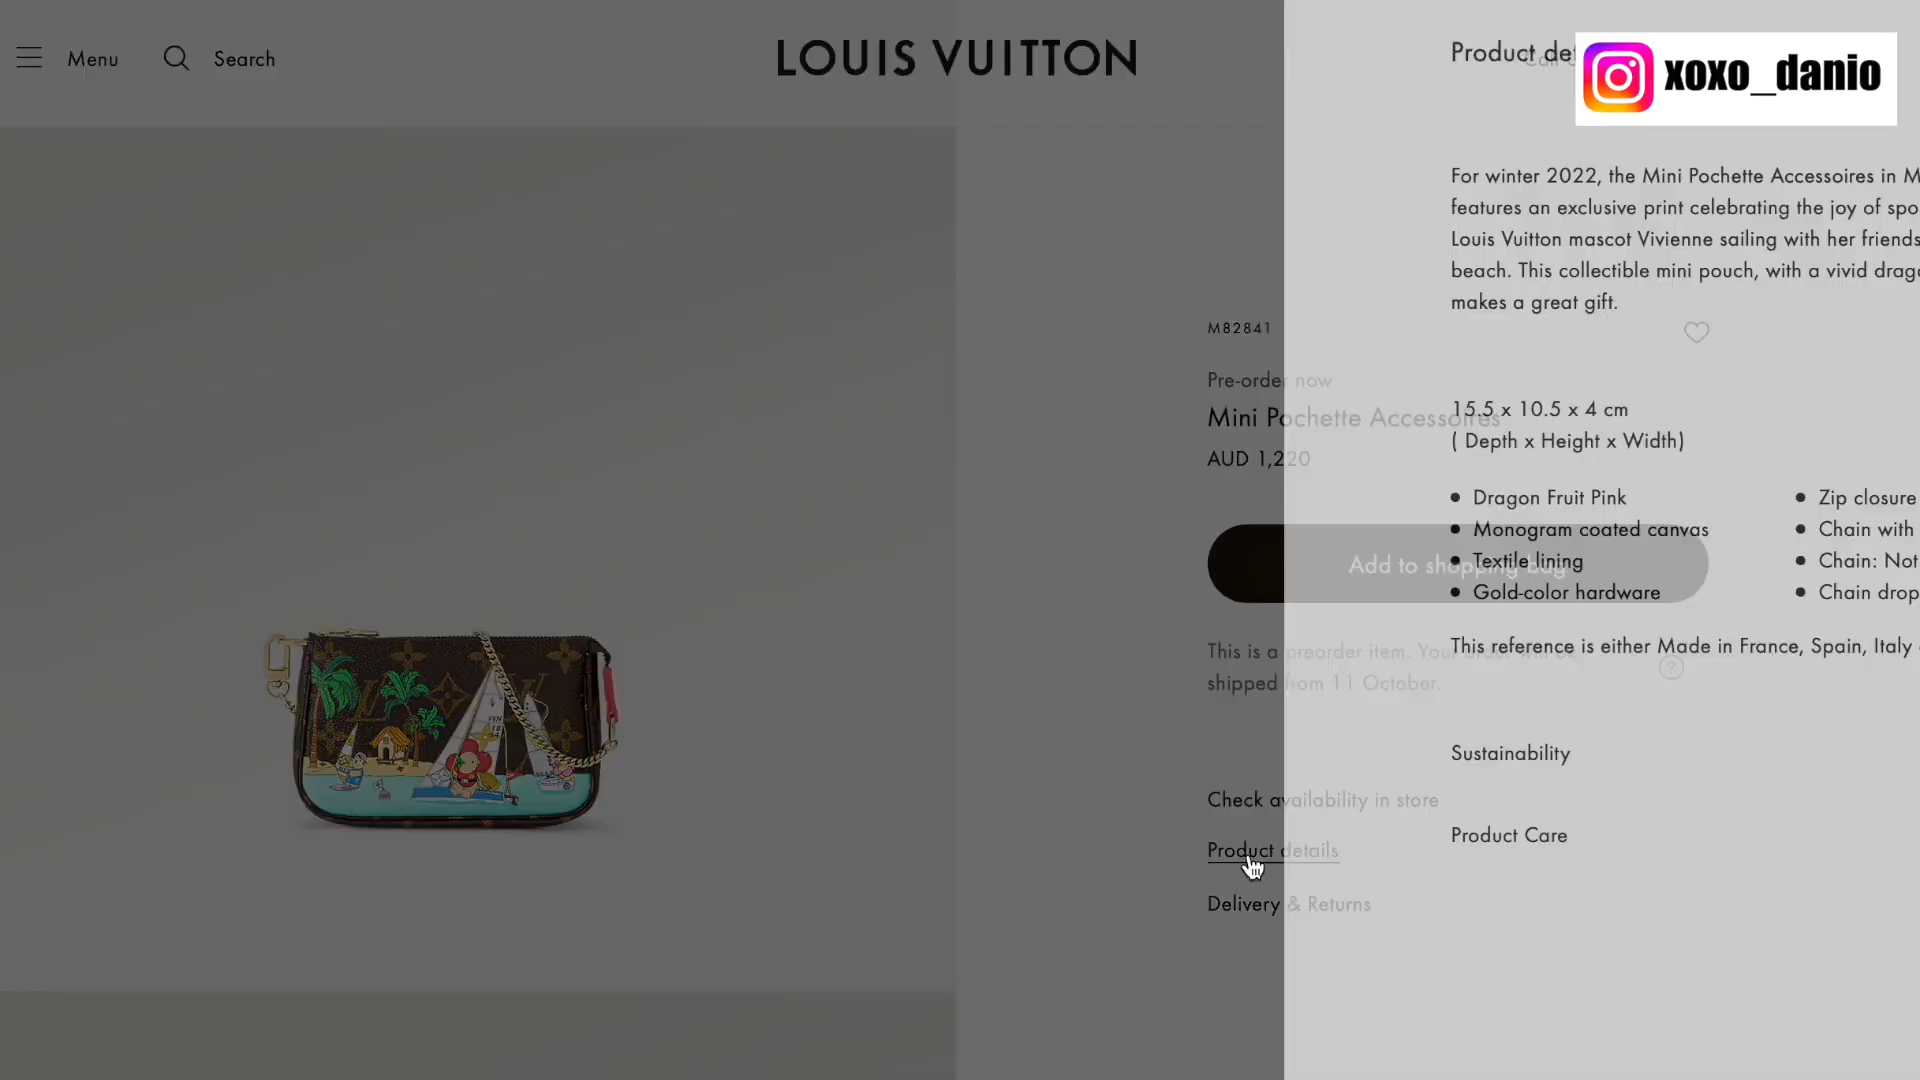 Menu
Search
LOUIS VUITTON
Product de
xoxo_danio
For winter 2022, the Mini Pochette Accessoires in M
features an exclusive print celebrating the joy of spo
Louis Vuitton mascot Vivienne sailing with her friends
beach. This collectible mini pouch, with a vivid drag
makes a great gift.
M82841
Pre-order now
Mini Pochette Accessoires
AUD 1,220
15.5 x 10.5 x 4 cm
( Depth x Height x Width)
Dragon Fruit Pink
Monogram coated canvas
Textile lining
Gold-color hardware
Zip closure
Chain with
Chain: Not
Chain drop
Add to shopping bag
This reference is either Made in France, Spain, Italy
This is a preorder item. Your order will be
shipped from 11 October.
Sustainability
Product Care
Check availability in store
Product details
Delivery & Returns